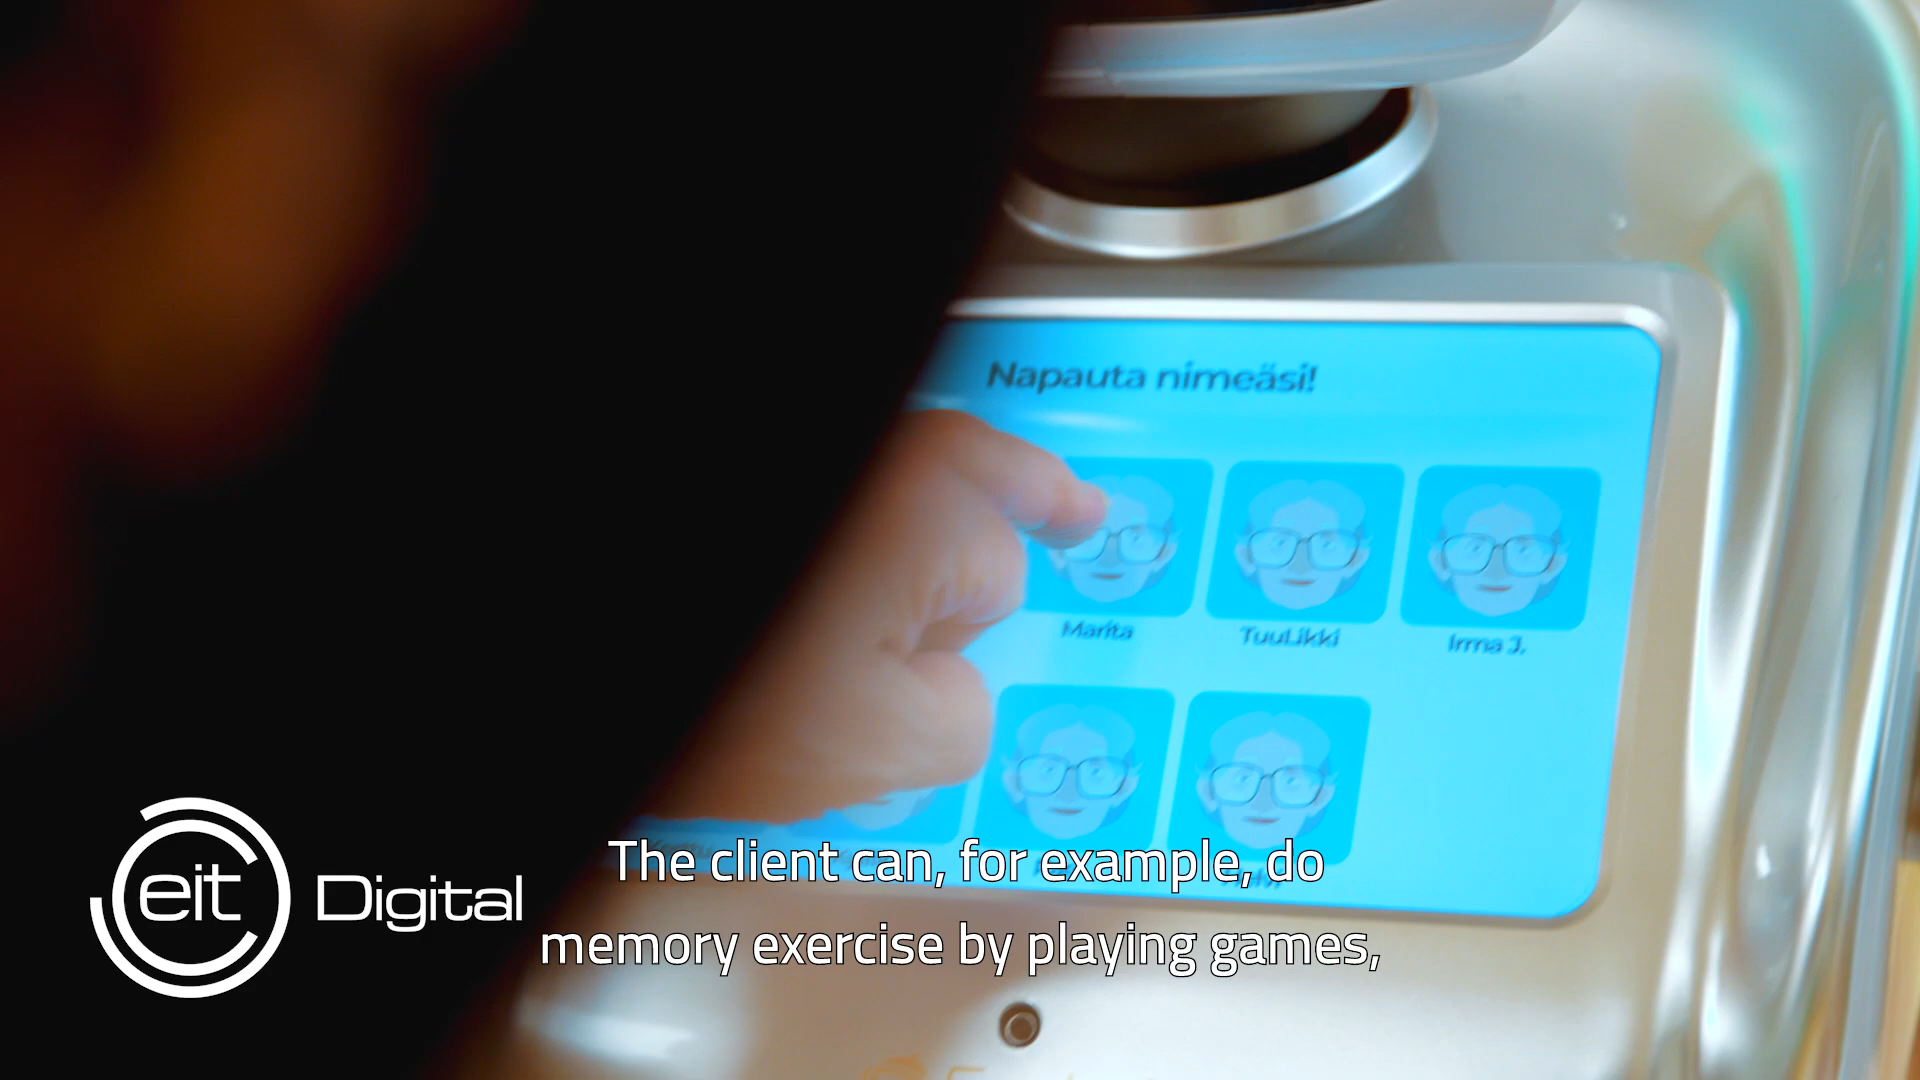 Napauta nimeäsi!
Marita
TuuLikki
Irma J.
eit Digital
The client can, for example, do
memory exercise by playing games,